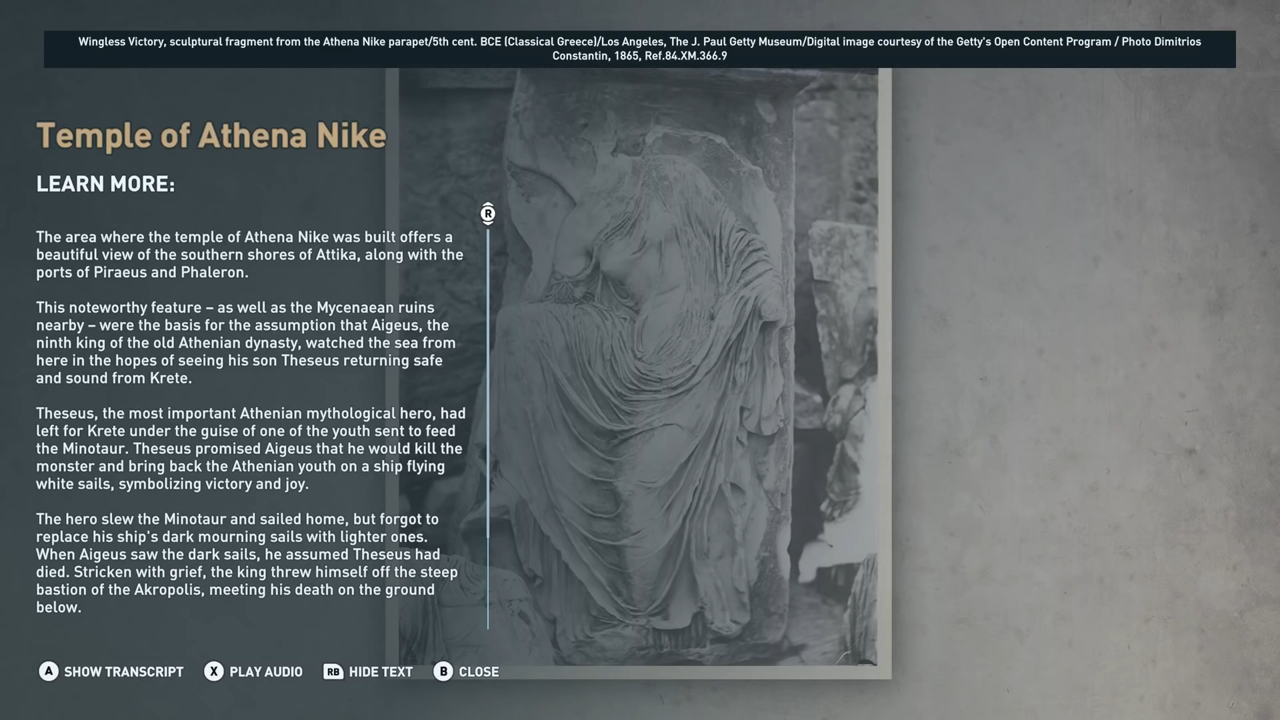 Wingless Victory, sculptural fragment from the Athena Nike parapet/5th cent. BCE (Classical Greece)/Los Angeles, The J. Paul Getty Museum/Digital image courtesy of the Getty's Open Content Program / Photo Dimitrios
Constantin, 1865, Ref.84.XM.366.9
Temple of Athena Nike
LEARN MORE:
The area where the temple of Athena Nike was built offers a
beautiful view of the southern shores of Attika, along with the
ports of Piraeus and Phaleron.
This noteworthy feature – as well as the Mycenaean ruins
nearby – were the basis for the assumption that Aigeus, the
ninth king of the old Athenian dynasty, watched the sea from
here in the hopes of seeing his son Theseus returning safe
and sound from Krete.
Theseus, the most important Athenian mythological hero, had
left for Krete under the guise of one of the youth sent to feed
the Minotaur. Theseus promised Aigeus that he would kill the
monster and bring back the Athenian youth on a ship flying
white sails, symbolizing victory and joy.
The hero slew the Minotaur and sailed home, but forgot to
replace his ship's dark mourning sails with lighter ones.
When Aigeus saw the dark sails, he assumed Theseus had
died. Stricken with grief, the king threw himself off the steep
bastion of the Akropolis, meeting his death on the ground
below.
R
A SHOW TRANSCRIPT X PLAY AUDIO RB HIDE TEXT B CLOSE